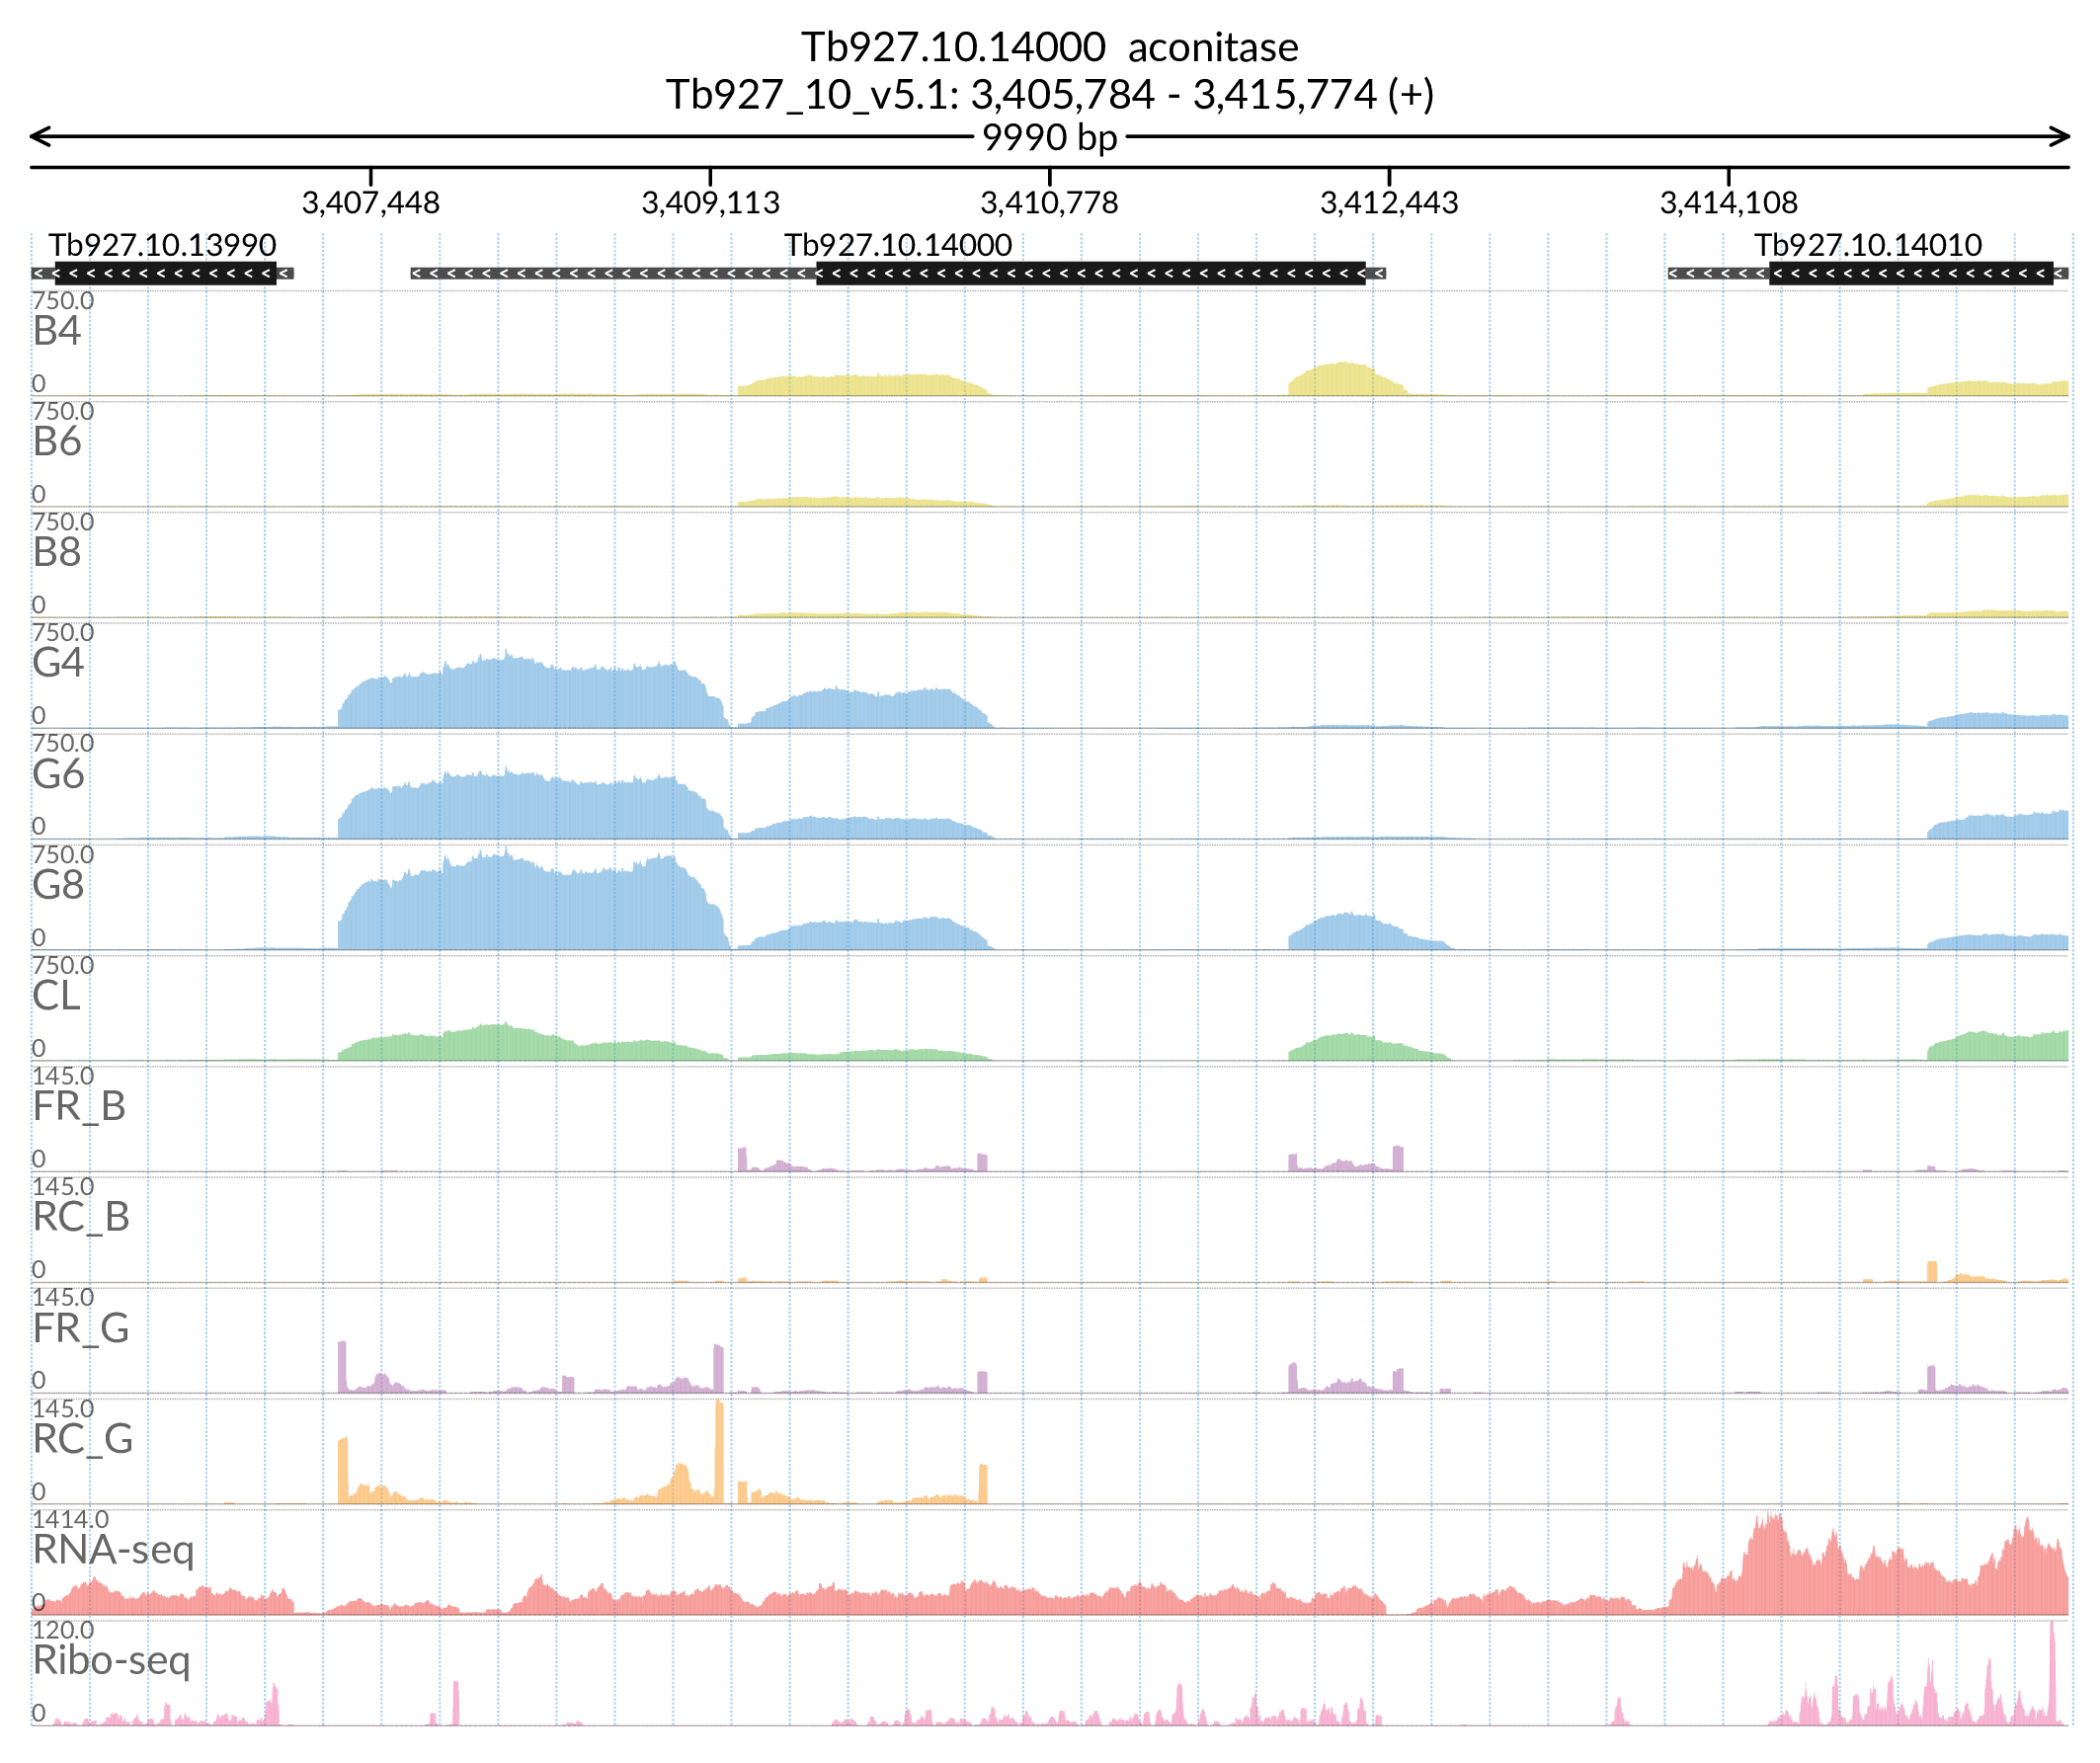 Tb927.10.14000 aconitase
Tb927_10_v5.1: 3,405,784 - 3,415,774 (+)
9990 bp
3,407,448 3,409,113 3,410,778 3,412,443 3,414,108
Tb927.10.13990 Tb927.10.14000 Tb927.10.14010
750.0
B4
0
750.0
B6
0
750.0
B8
0
750.0
G4
0
750.0
G6
0
750.0
G8
0
750.0
CL
0
145.0
FR_B
0
145.0
RC_B
0
145.0
FR_G
0
145.0
RC_G
0
1414.0
RNA-seq
0
120.0
Ribo-seq
0